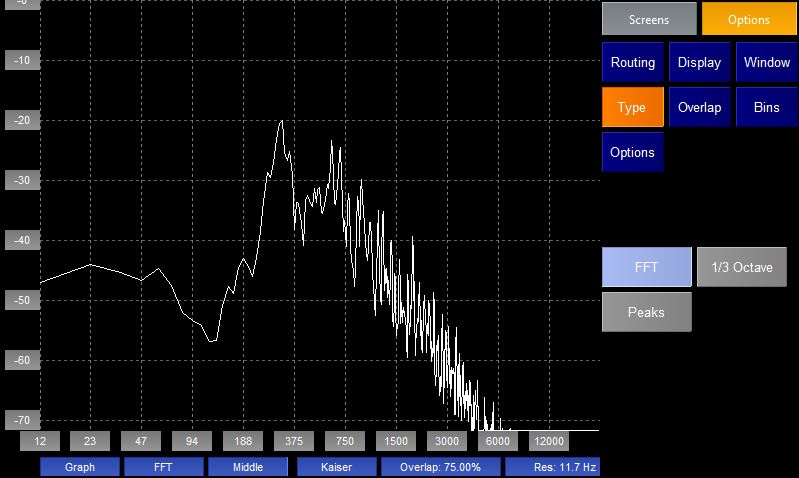 -0
Screens Options
-10
Routing Display Window
-20
Type Overlap Bins
Options
-30
-40
FFT 1/3 Octave
-50
Peaks
-60
-70
12 23 47 94 188 375 750 1500 3000 6000 12000
Graph FFT Middle Kaiser Overlap: 75.00% Res: 11.7 Hz